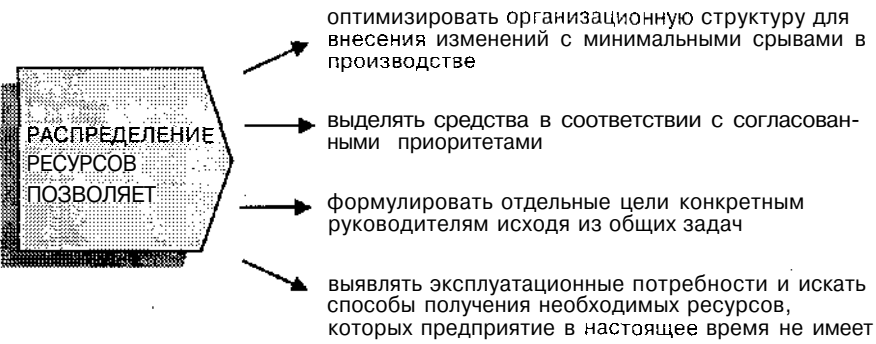 РАСПРЕДЕЛЕНИЕ
РЕСУРСОВ
ПОЗВОЛЯЕТ
оптимизировать организационную структуру для
внесения изменений с минимальными срывами в
производстве
выделять средства в соответствии с согласован-
ными приоритетами
формулировать отдельные цели конкретным
руководителям исходя из общих задач
выявлять эксплуатационные потребности и искать
способы получения необходимых ресурсов,
которых предприятие в настоящее время не имеет